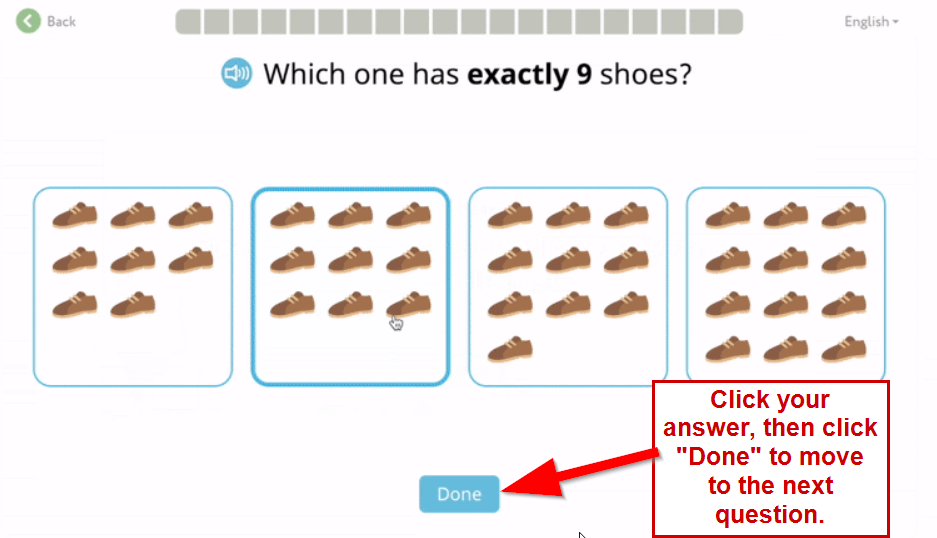 Back
English
Which one has exactly 9 shoes?
Click your
answer, then click
"Done" to move
to the next
question.
Done